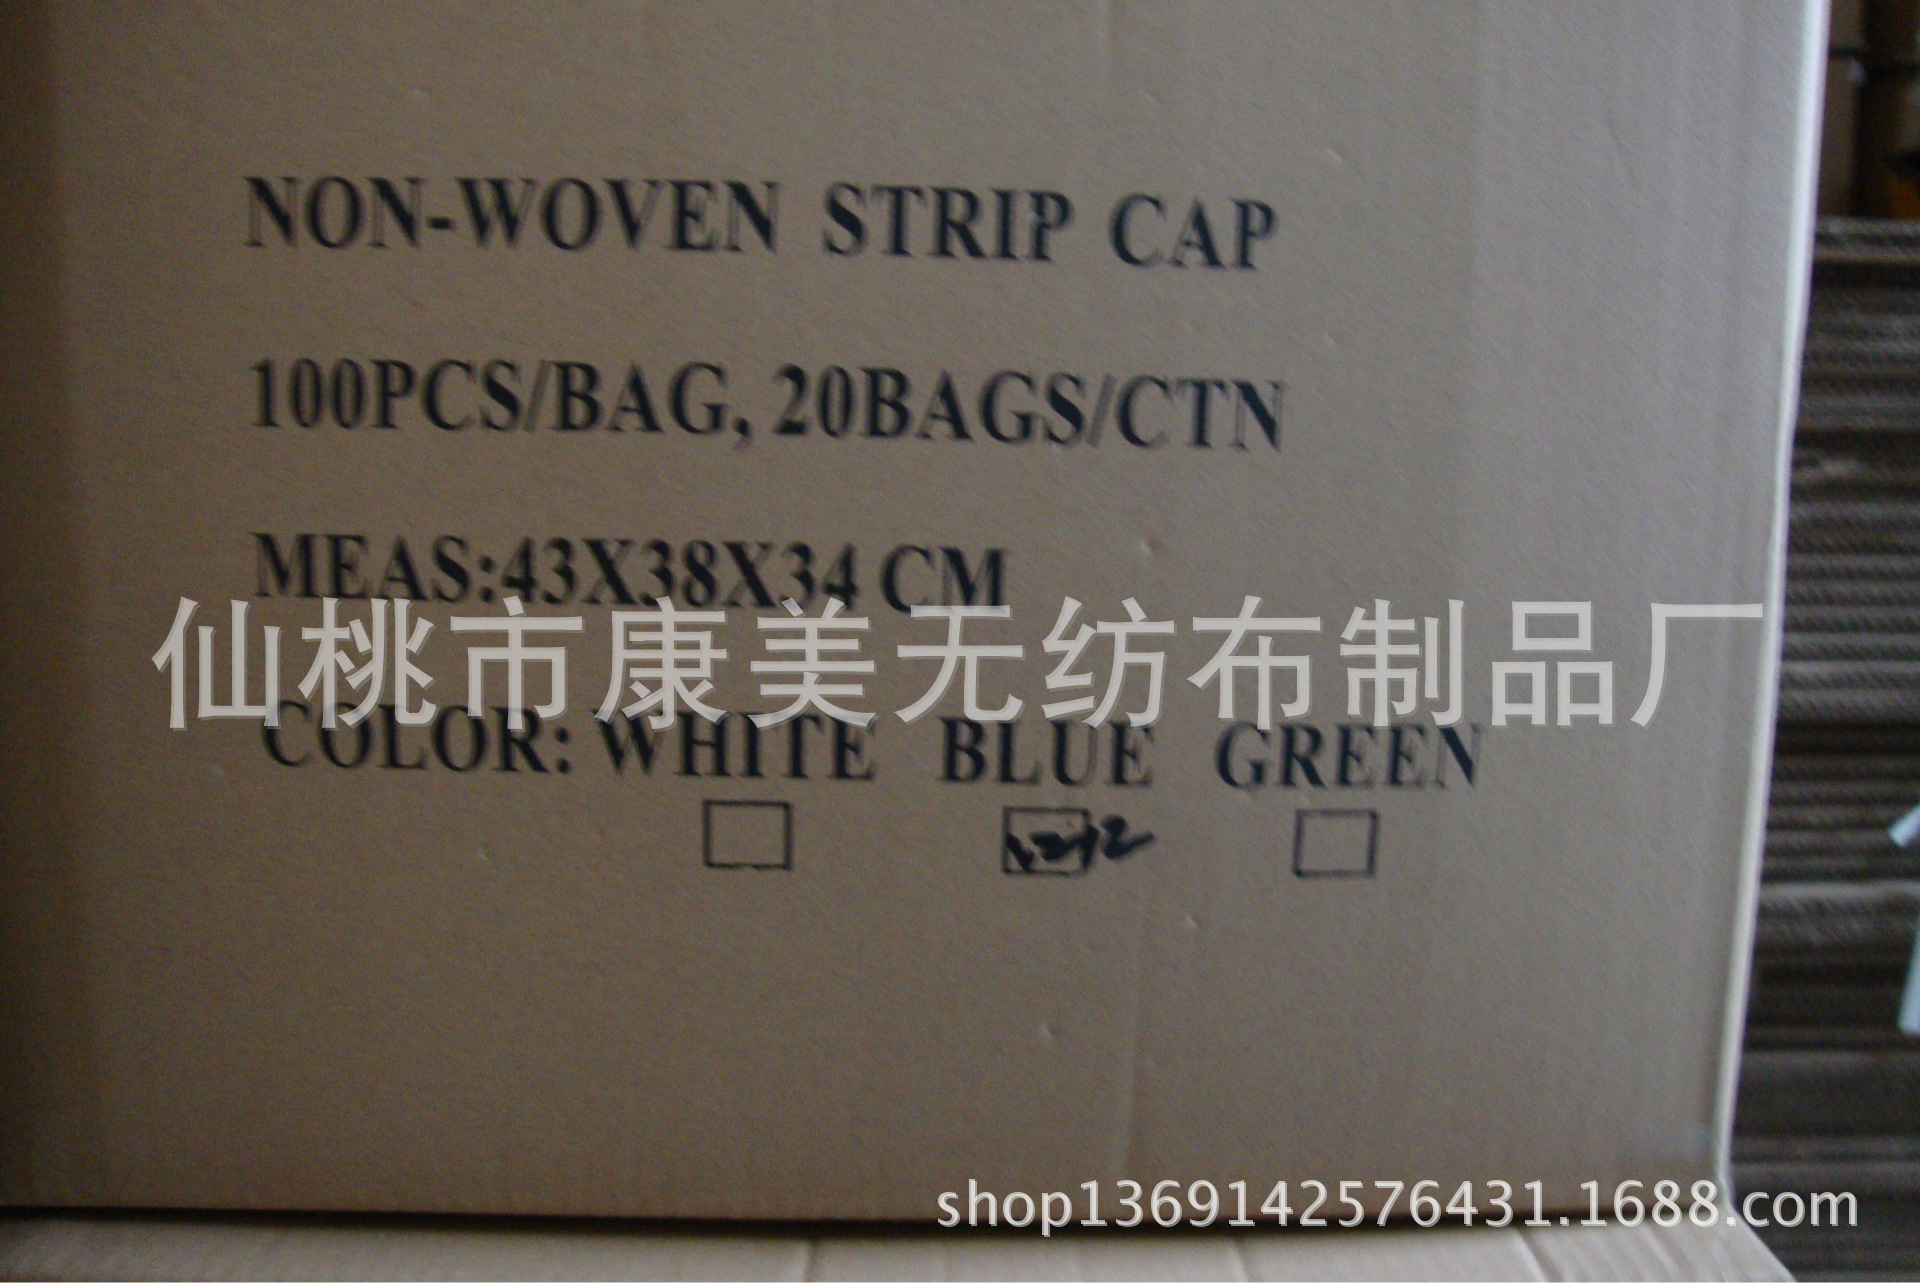 NON-WOVEN STRIP CAP
100PCS/BAG, 20BAGS/CTN
MEAS:43X38X34 CM
仙桃市康美无纺布制品厂
COLOR: WHITE BLUE GREEN
shop1369142576431.1688.com